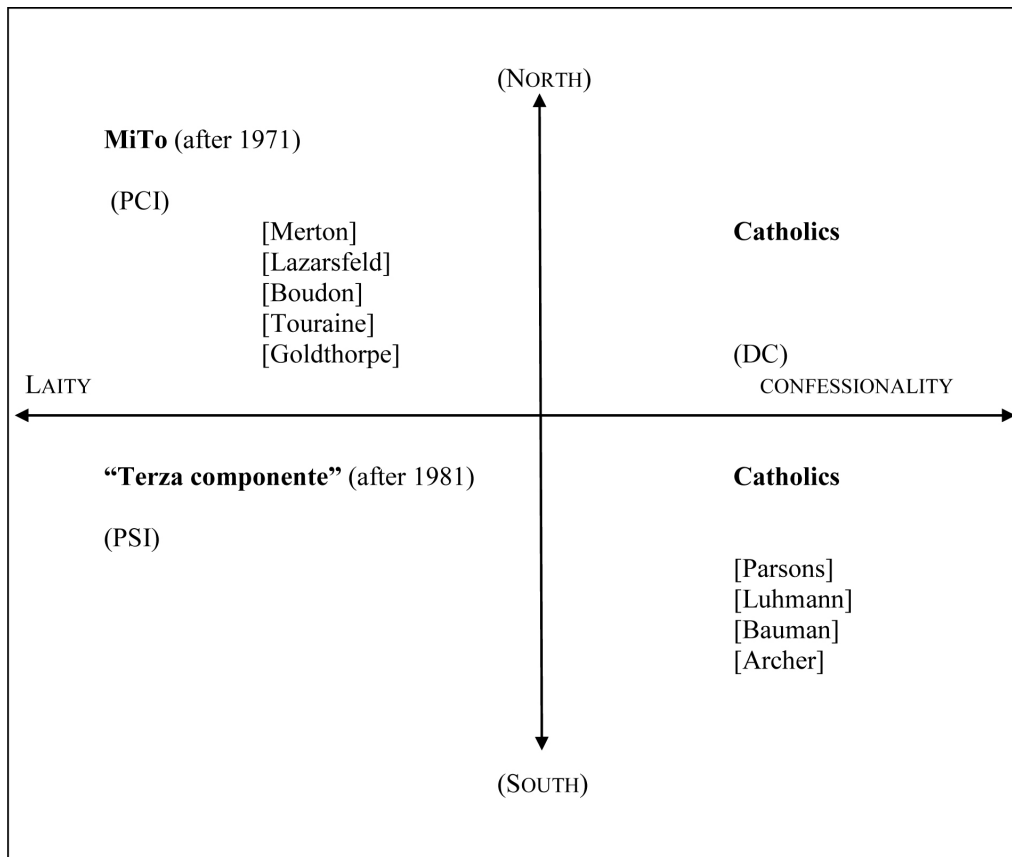 (NORTH)
MiTo (after 1971)
(PCI)
[Merton]
[Lazarsfeld]
[Boudon]
[Touraine]
[Goldthorpe]
Catholics
(DC)
LAITY
CONFESSIONALITY
“Terza componente” (after 1981)
(PSI)
Catholics
[Parsons]
[Luhmann]
[Bauman]
[Archer]
(SOUTH)